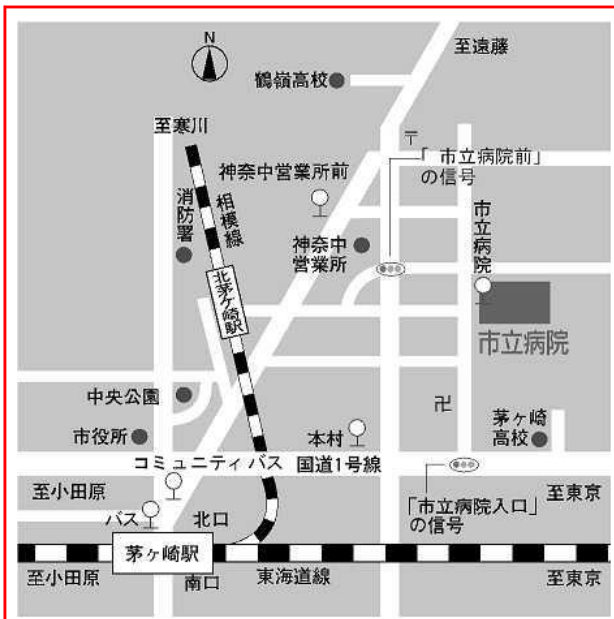 N
至遠藤
鶴嶺高校
至寒川
〒
「市立病院前」
の信号
神奈中営業所前
消防署
相模線
市立病院
神奈中
営業所
北茅ケ崎駅
市立病院
中央公園
卍
茅ヶ崎
高校
市役所
本村
コミュニティバス
国道1号線
至小田原
至東京
バス
北口
「市立病院入口」
の信号
茅ヶ崎駅
至小田原
南口
東海道線
至東京